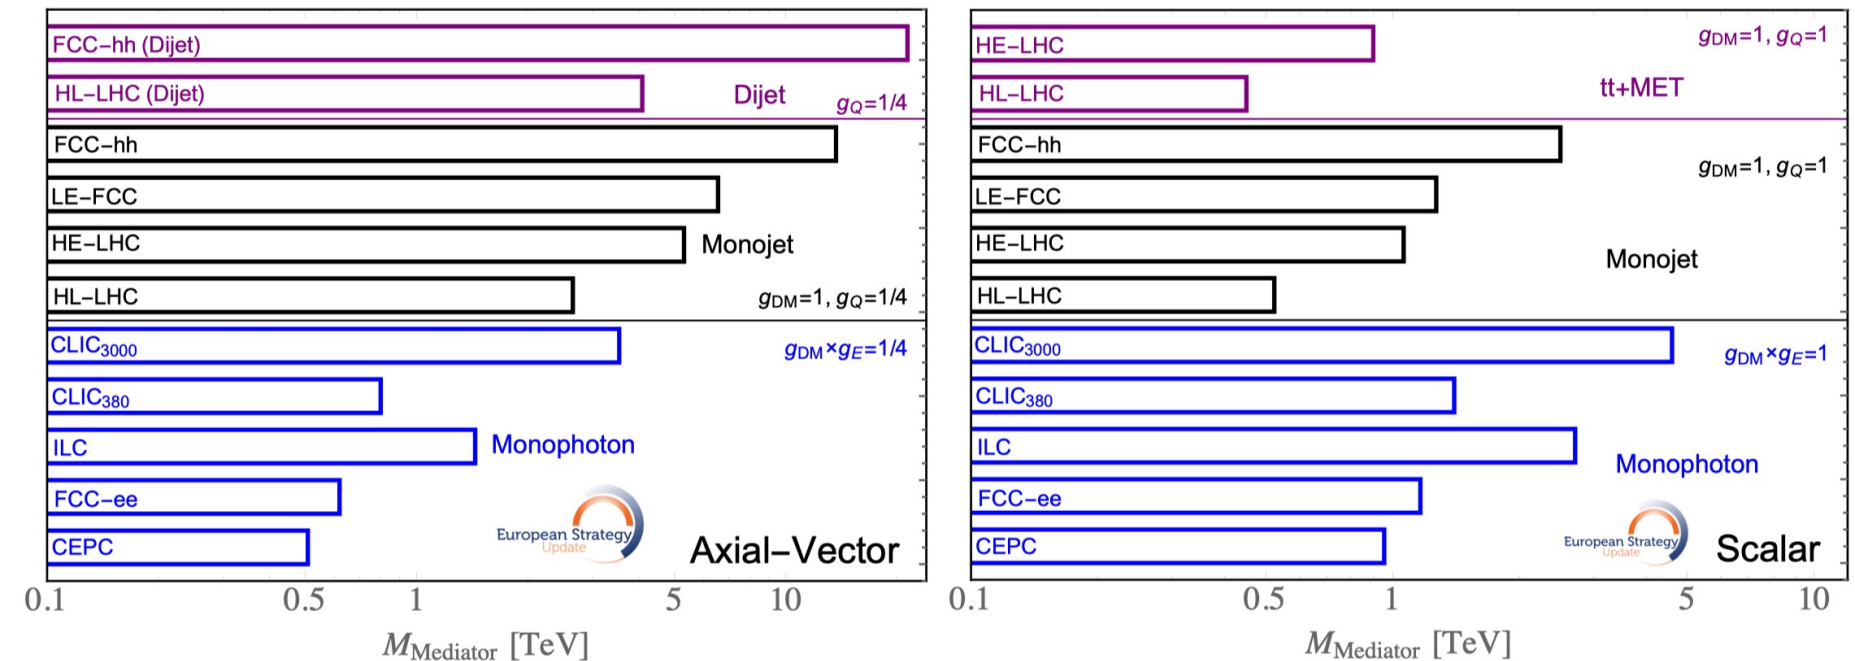 FCC-hh (Dijet)
HL-LHC (Dijet)
Dijet
gQ=1/4
FCC-hh
LE-FCC
HE-LHC
Monojet
HL-LHC
gDM=1, gQ=1/4
CLIC3000
gDM×gE=1/4
CLIC380
ILC
Monophoton
FCC-ee
European Strategy
Update
CEPC
Axial-Vector
0.1 0.5 1 5 10
MMediator [TeV]
HE-LHC
gDM=1, gQ=1
HL-LHC
tt+MET
FCC-hh
gDM=1, gQ=1
LE-FCC
HE-LHC
Monojet
HL-LHC
CLIC3000
gDM×gE=1
CLIC380
ILC
Monophoton
FCC-ee
European Strategy
Update
CEPC
Scalar
0.1 0.5 1 5 10
MMediator [TeV]